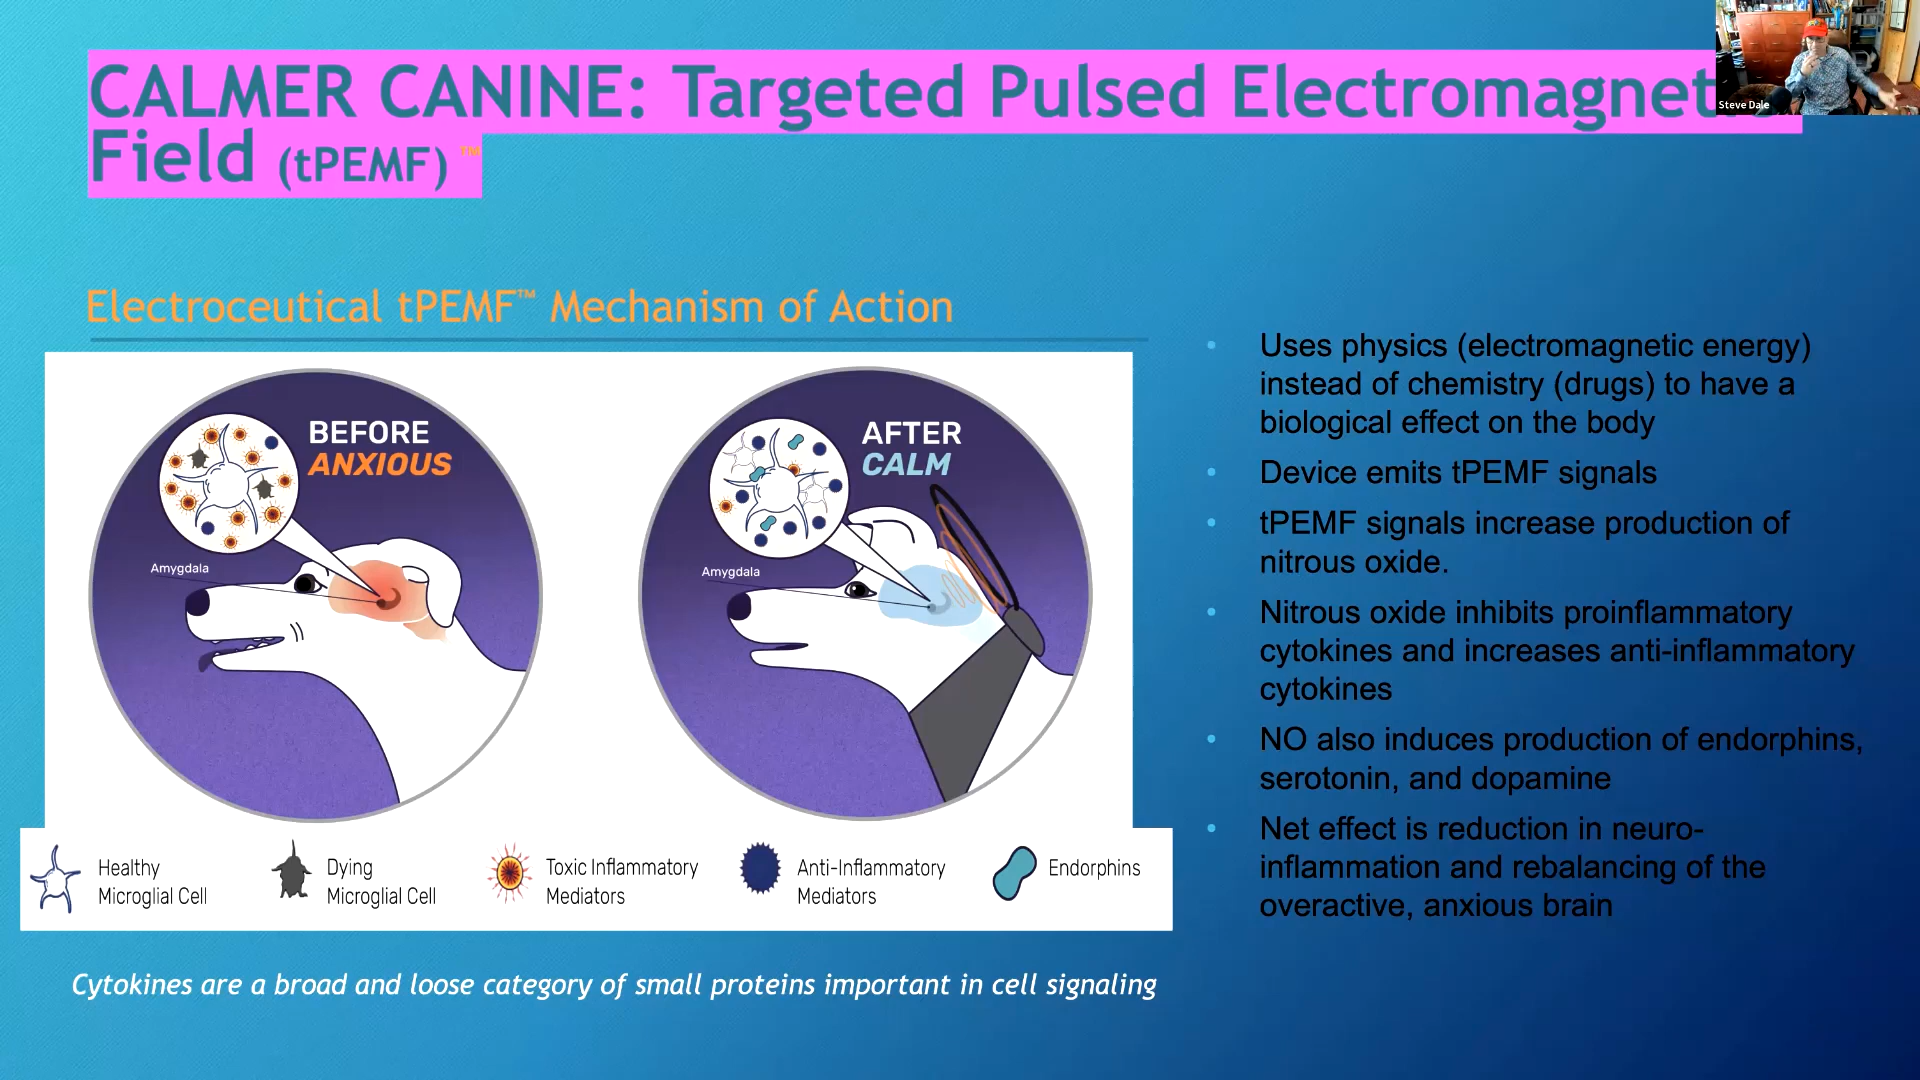 CALMER CANINE: Targeted Pulsed Electromagnet
Field (tPEMF) ™
Steve Dale
Electroceutical tPEMF™ Mechanism of Action
BEFORE
ANXIOUS
Amygdala
AFTER
CALM
Amygdala
Healthy
Microglial Cell
Dying
Microglial Cell
Toxic Inflammatory
Mediators
Anti-Inflammatory
Mediators
Endorphins
Cytokines are a broad and loose category of small proteins important in cell signaling
• Uses physics (electromagnetic energy)
instead of chemistry (drugs) to have a
biological effect on the body
• Device emits tPEMF signals
• tPEMF signals increase production of
nitrous oxide.
• Nitrous oxide inhibits proinflammatory
cytokines and increases anti-inflammatory
cytokines
• NO also induces production of endorphins,
serotonin, and dopamine
• Net effect is reduction in neuro-
inflammation and rebalancing of the
overactive, anxious brain